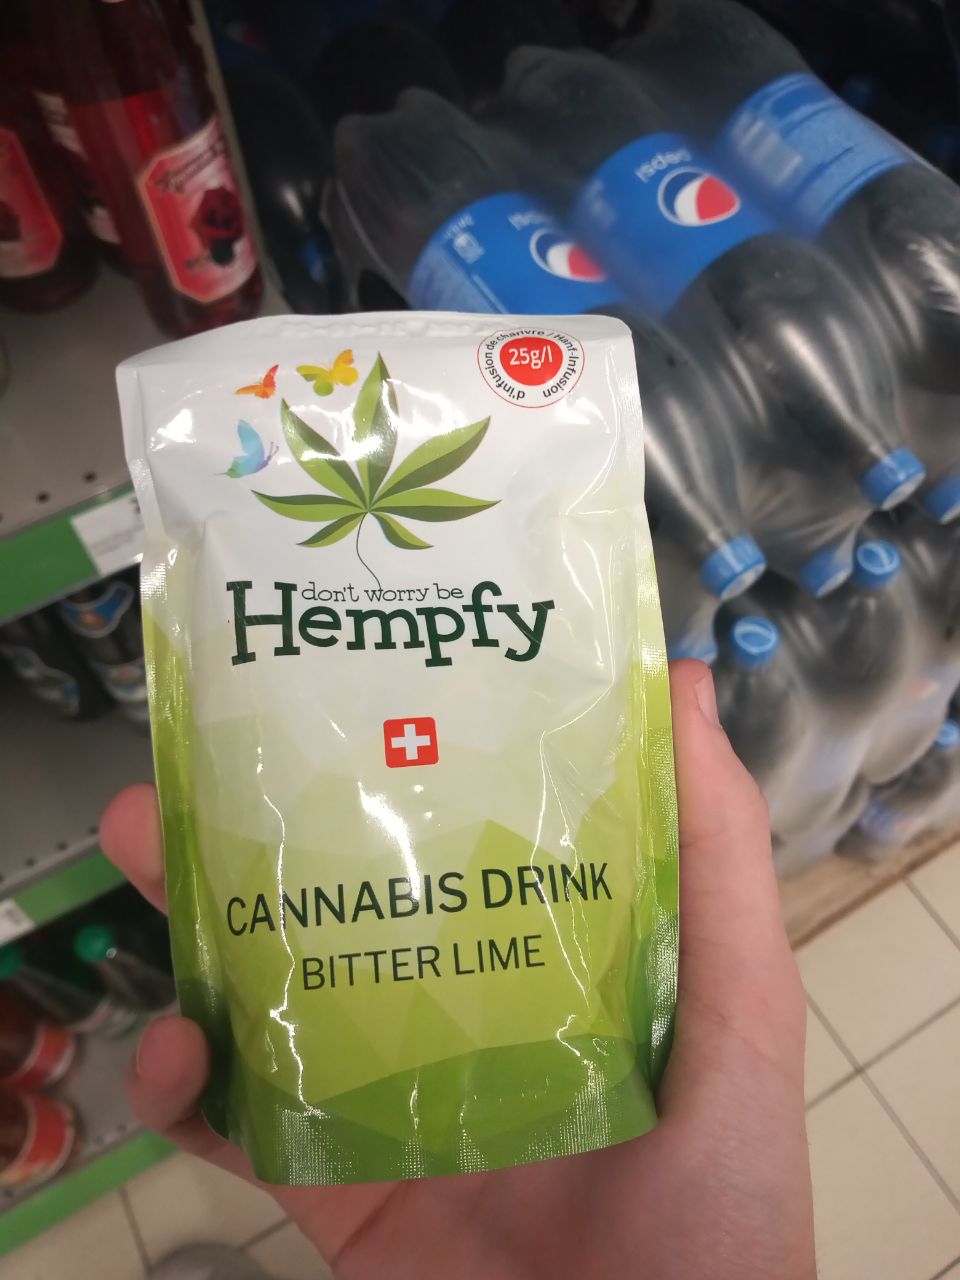 d'infusion de chanvre / Hanf-Infusion
25g/l
don't worry be
Hempfy
CANNABIS DRINK
BITTER LIME
pepsi
pepsi